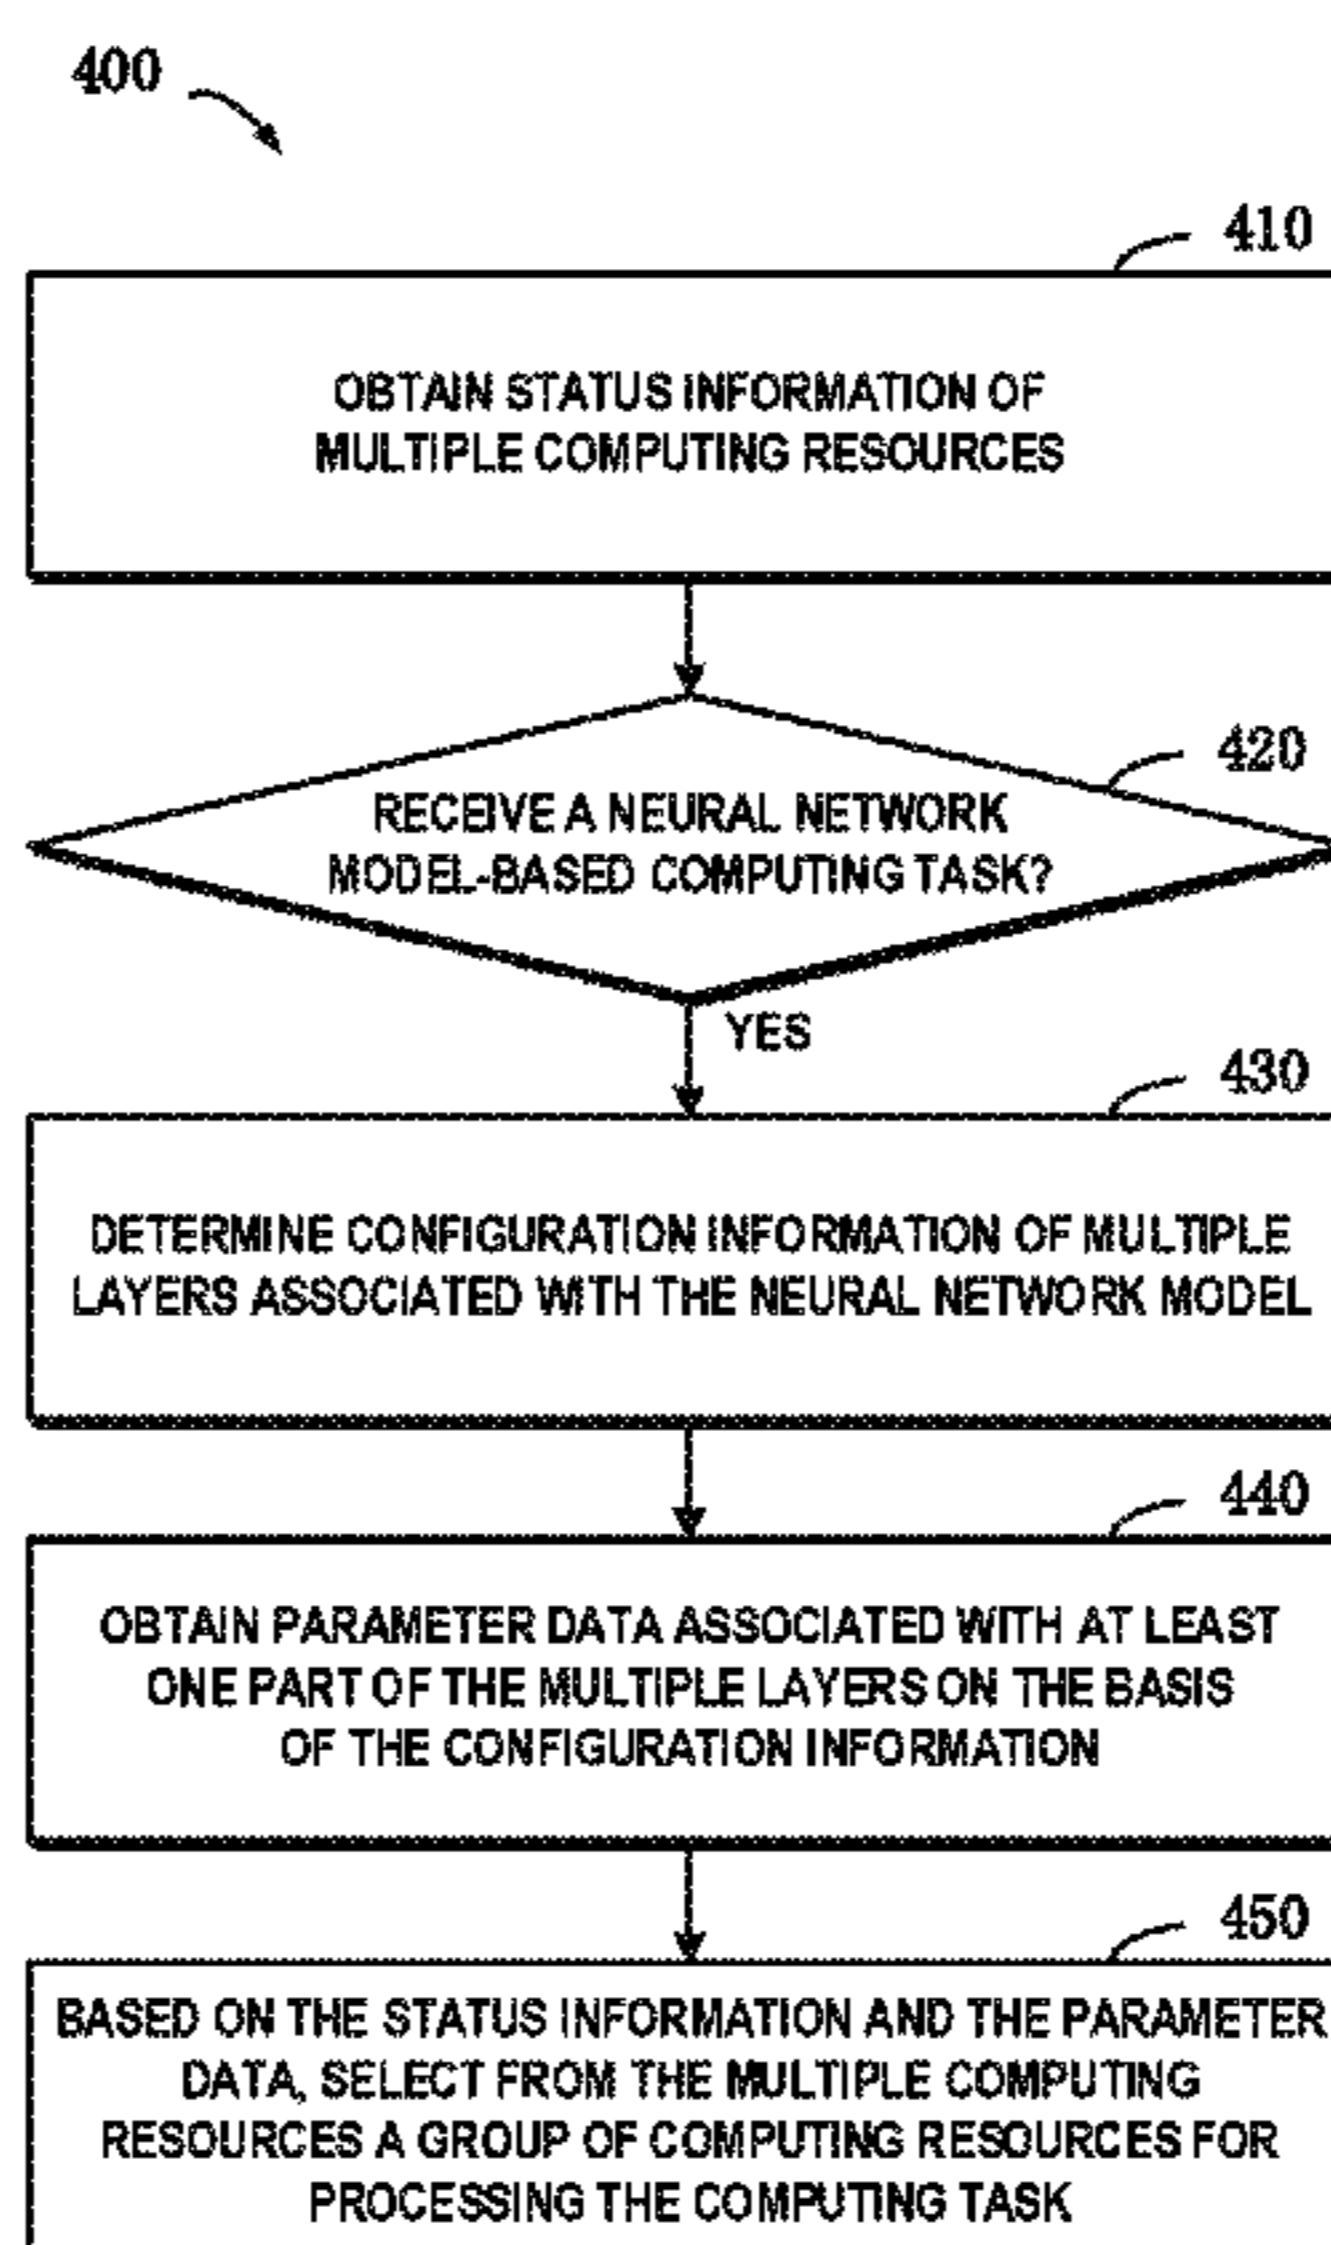 400
410
OBTAIN STATUS INFORMATION OF
MULTIPLE COMPUTING RESOURCES
420
RECEIVE A NEURAL NETWORK
MODEL-BASED COMPUTING TASK?
YES
430
DETERMINE CONFIGURATION INFORMATION OF MULTIPLE
LAYERS ASSOCIATED WITH THE NEURAL NETWORK MODEL
440
OBTAIN PARAMETER DATA ASSOCIATED WITH AT LEAST
ONE PART OF THE MULTIPLE LAYERS ON THE BASIS
OF THE CONFIGURATION INFORMATION
450
BASED ON THE STATUS INFORMATION AND THE PARAMETER
DATA, SELECT FROM THE MULTIPLE COMPUTING
RESOURCES A GROUP OF COMPUTING RESOURCES FOR
PROCESSING THE COMPUTING TASK